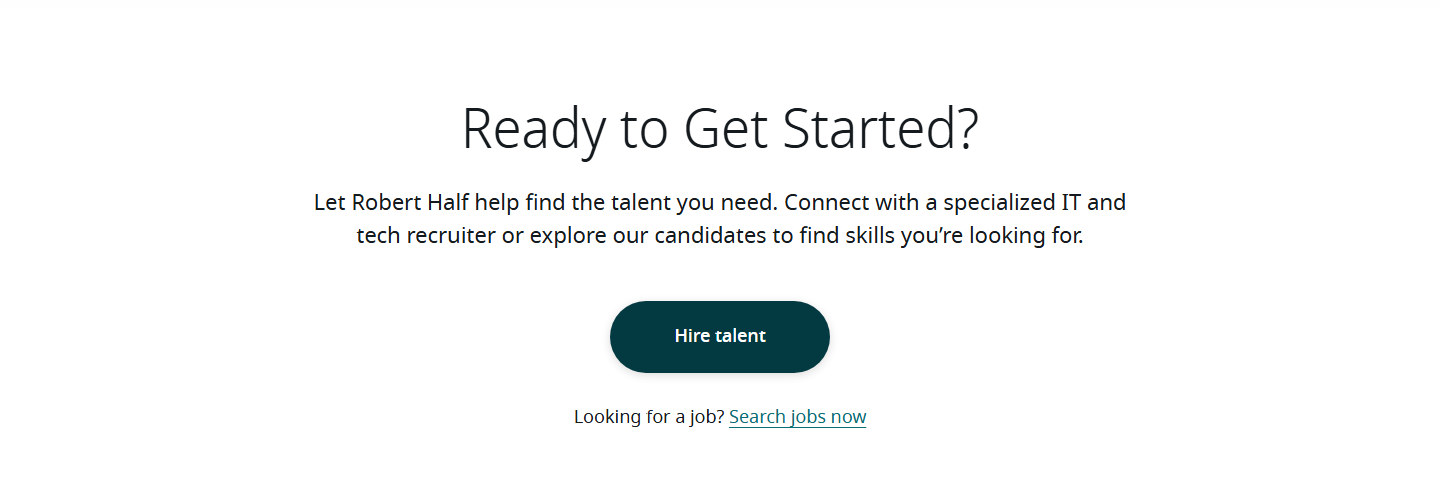 Ready to Get Started?
Let Robert Half help find the talent you need. Connect with a specialized IT and
tech recruiter or explore our candidates to find skills you’re looking for.
Hire talent
Looking for a job? Search jobs now